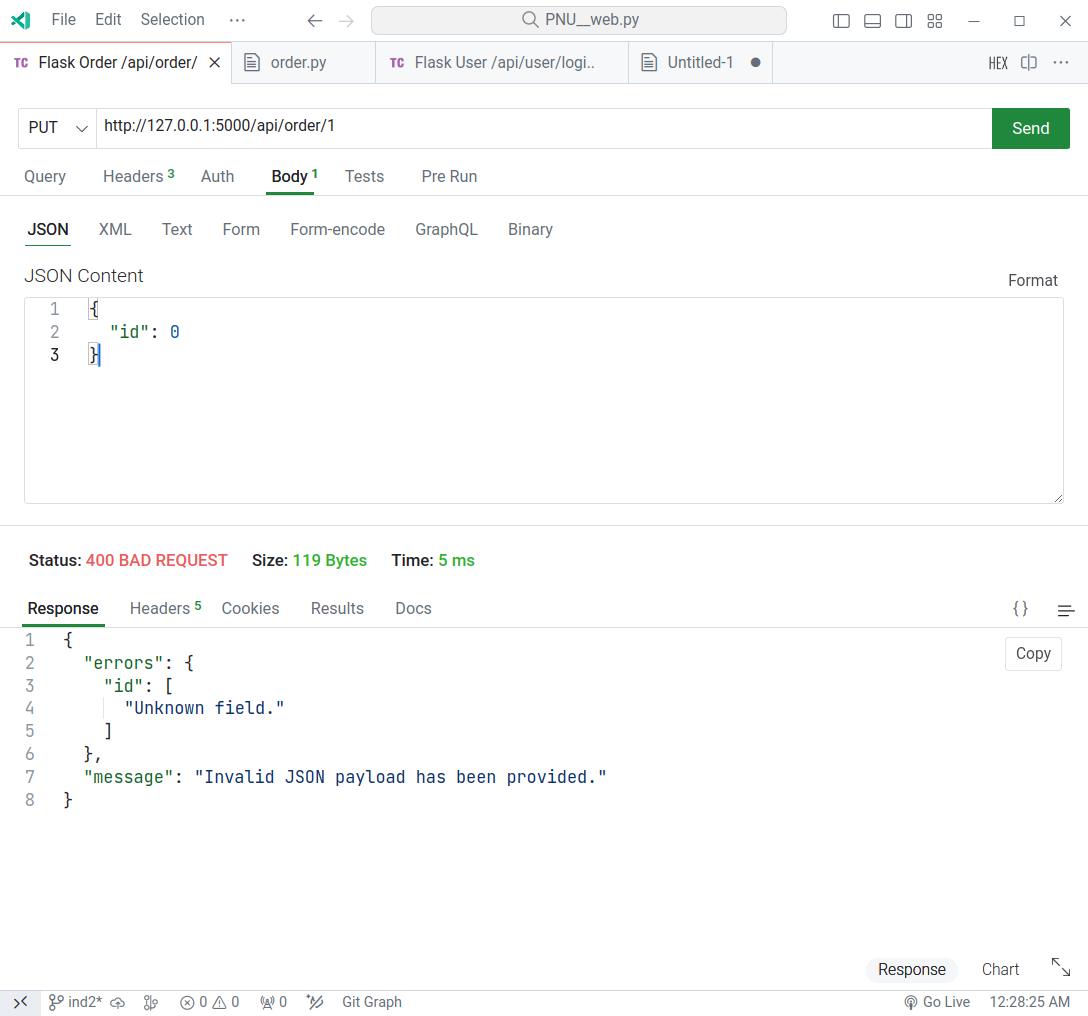 File Edit Selection ··· PNU__web.py
TC Flask Order /api/order/ order.py TC Flask User /api/user/logi.. Untitled-1 HEX ···
PUT http://127.0.0.1:5000/api/order/1 Send
Query Headers 3 Auth Body 1 Tests Pre Run
JSON XML Text Form Form-encode GraphQL Binary
JSON Content
Format
1 {
2 "id": 0
3 }
Status: 400 BAD REQUEST Size: 119 Bytes Time: 5 ms
Response Headers 5 Cookies Results Docs {}
1 {
2 "errors": {
3 "id": [
4 "Unknown field."
5 ]
6 },
7 "message": "Invalid JSON payload has been provided."
8 }
Copy
Response Chart
ind2* 0 0 0 Git Graph Go Live 12:28:25 AM